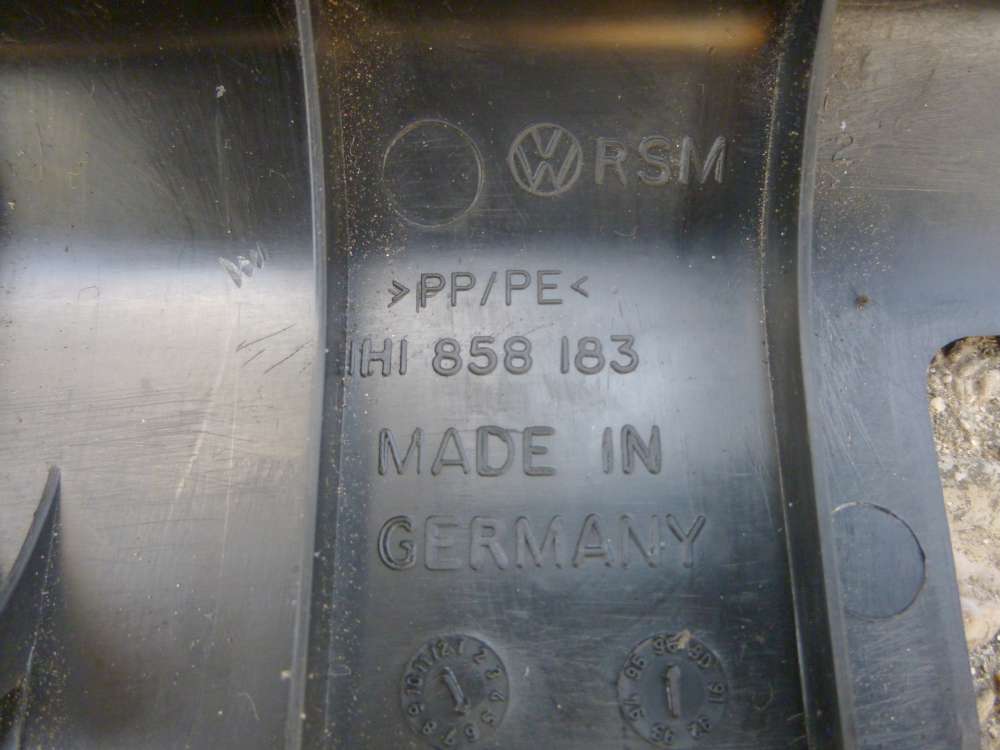 RSM
>PP/PE<
1H1 858 183
MADE IN
GERMANY